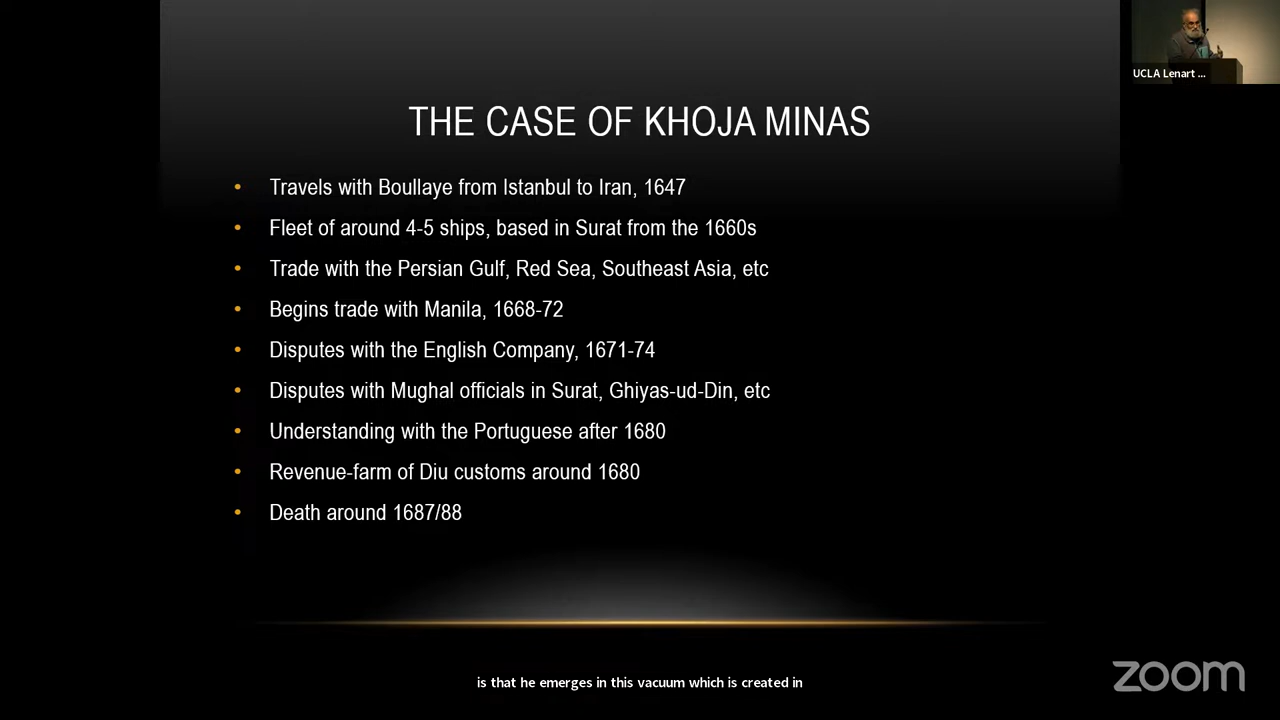 UCLA Lenart ...
THE CASE OF KHOJA MINAS
• Travels with Boullaye from Istanbul to Iran, 1647
• Fleet of around 4-5 ships, based in Surat from the 1660s
• Trade with the Persian Gulf, Red Sea, Southeast Asia, etc
• Begins trade with Manila, 1668-72
• Disputes with the English Company, 1671-74
• Disputes with Mughal officials in Surat, Ghiyas-ud-Din, etc
• Understanding with the Portuguese after 1680
• Revenue-farm of Diu customs around 1680
• Death around 1687/88
is that he emerges in this vacuum which is created in
zoom